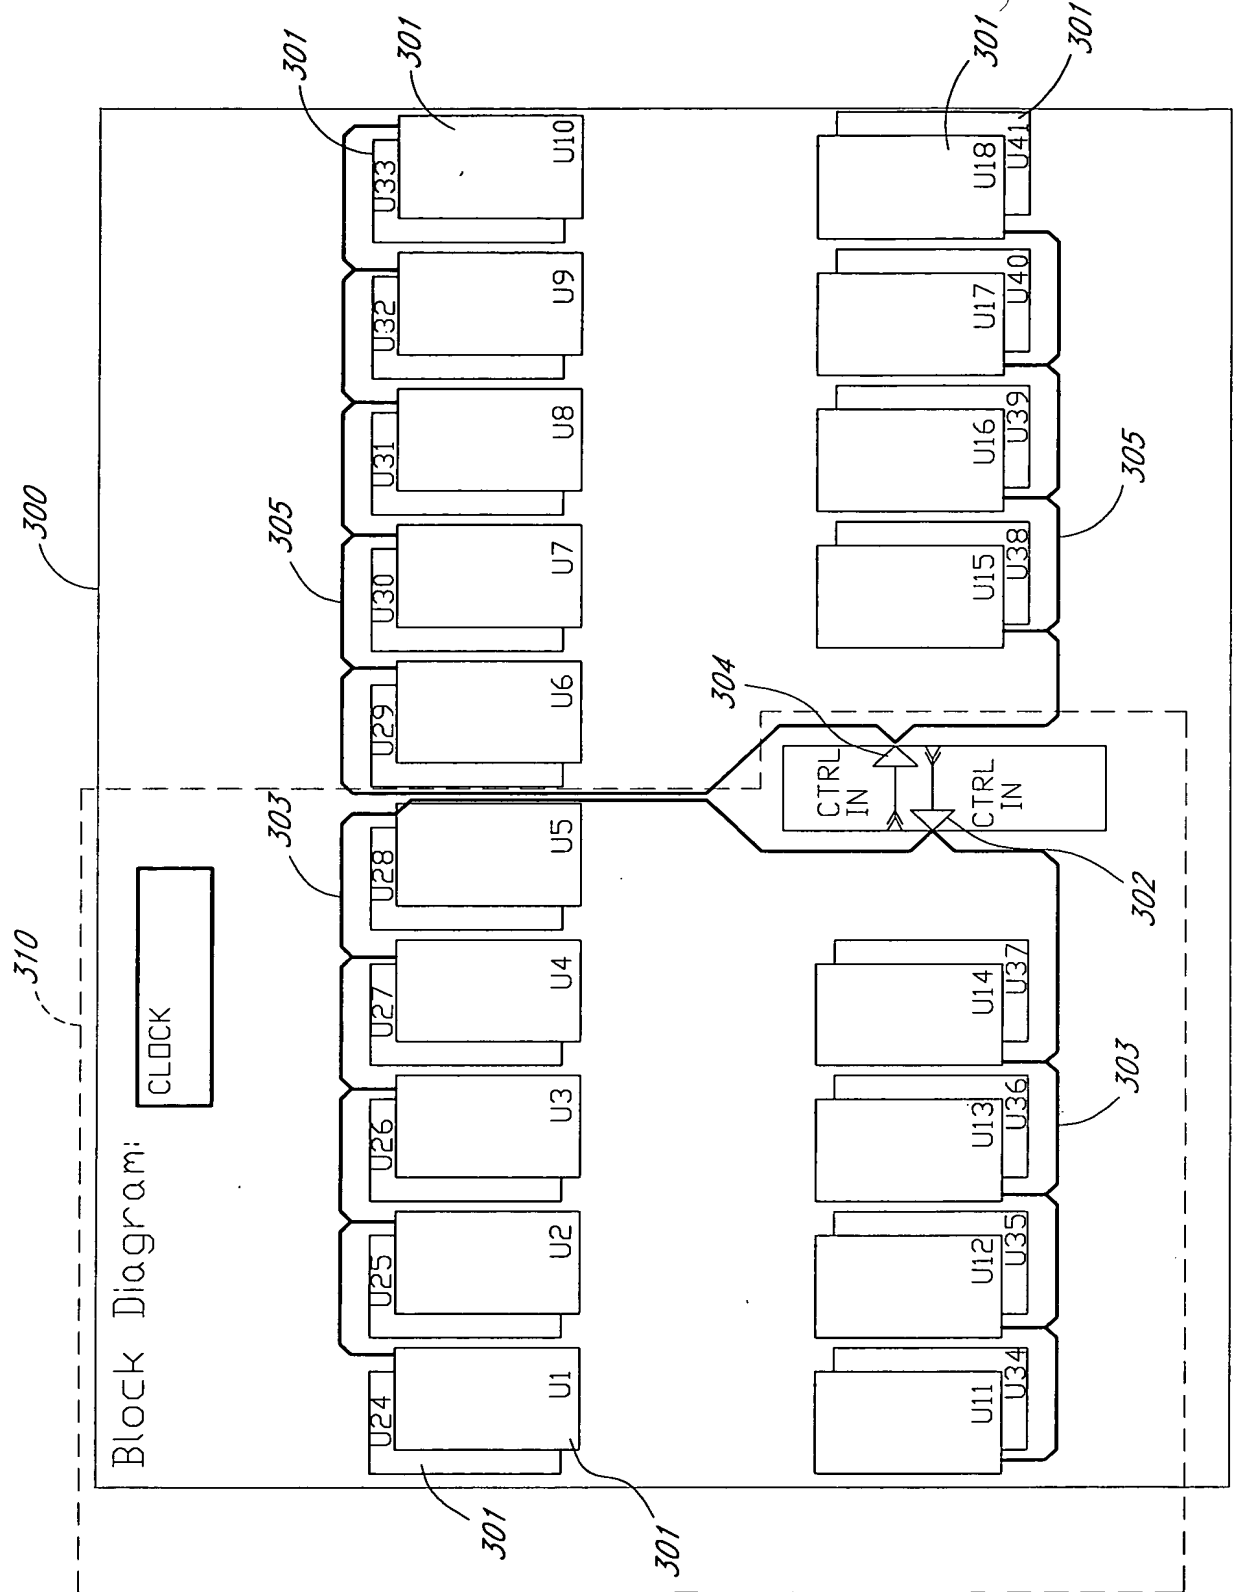 Block Diagram:
CLOCK
310
300
303
305
301
301
U24
U25
U26
U27
U28
U29
U30
U31
U32
U33
U1
U2
U3
U4
U5
U6
U7
U8
U9
U10
301
301
CTRL
IN
304
CTRL
IN
302
U11
U12
U13
U14
U15
U16
U17
U18
U34
U35
U36
U37
U38
U39
U40
U41
303
305
301
301